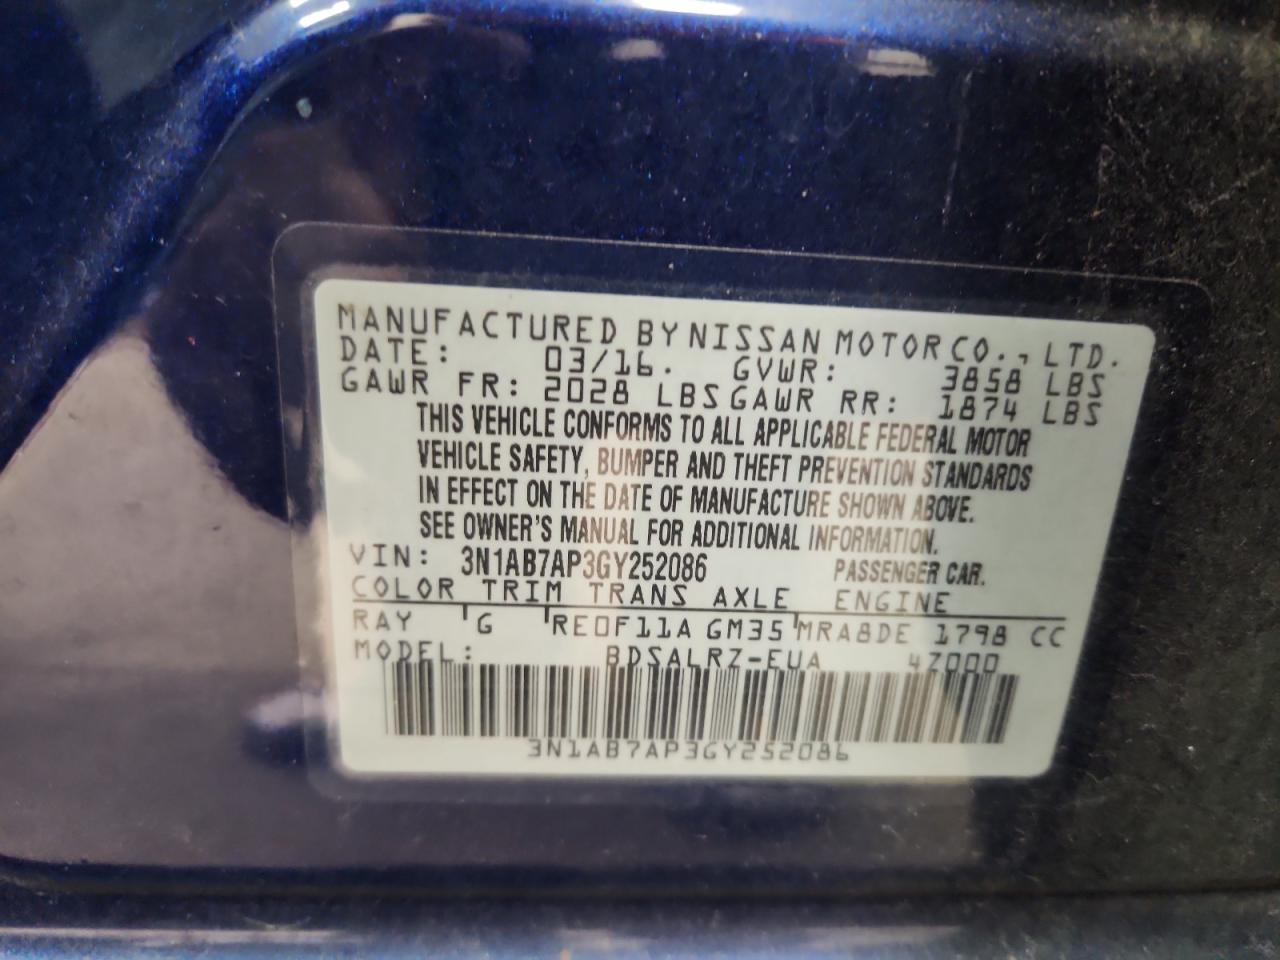 MANUFACTURED BY NISSAN MOTOR CO., LTD.
DATE: 03/16. GVWR: 3858 LBS
GAWR FR: 2028 LBS GAWR RR: 1874 LBS
THIS VEHICLE CONFORMS TO ALL APPLICABLE FEDERAL MOTOR
VEHICLE SAFETY, BUMPER AND THEFT PREVENTION STANDARDS
IN EFFECT ON THE DATE OF MANUFACTURE SHOWN ABOVE.
SEE OWNER'S MANUAL FOR ADDITIONAL INFORMATION.
VIN: 3N1AB7AP3GY252086 PASSENGER CAR.
COLOR TRIM TRANS AXLE ENGINE
RAY G RE0F11A GM35 MRA8DE 1798 CC
MODEL: BDSALRZ-EUA 4Z000
3N1AB7AP3GY252086